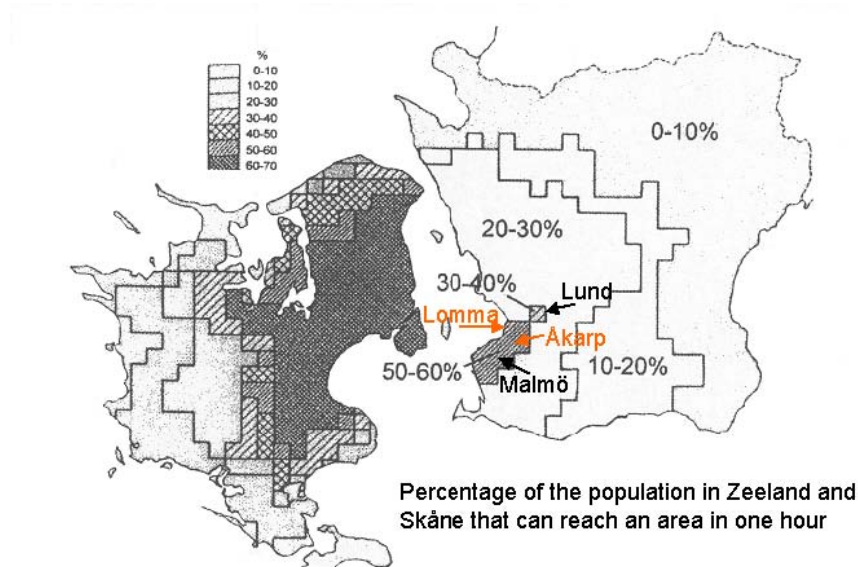 %
0-10
10-20
20-30
30-40
40-50
50-60
60-70
0-10%
20-30%
30-40%
Lund
Lomma
Åkarp
50-60%
10-20%
Malmö
Percentage of the population in Zeeland and
Skåne that can reach an area in one hour